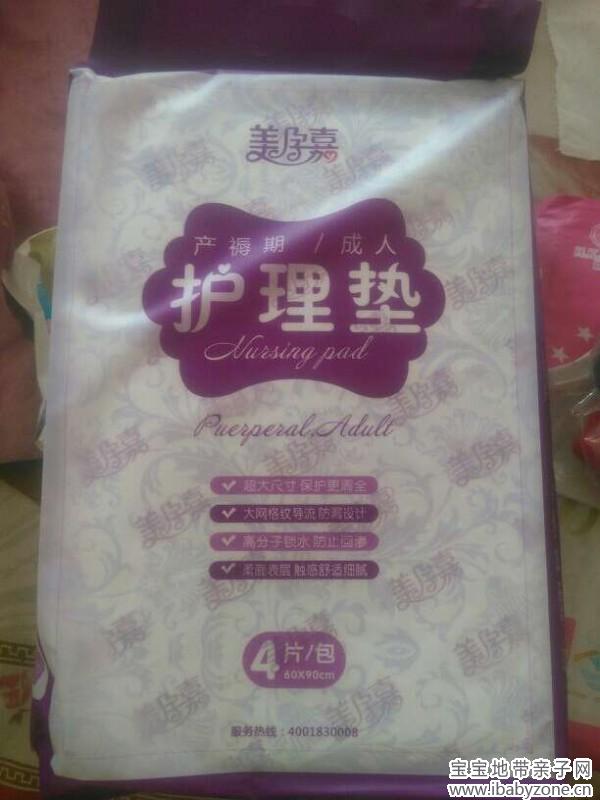 美孕嘉
产褥期 / 成人
护理垫
Nursing pad
Puerperal.Adult
超大尺寸 保护更周全
大网格纹导流 防漏设计
高分子锁水 防止回渗
柔润表层 触感舒适细腻
4片/包
60X90cm
服务热线:4001830008
宝宝地带亲子网
www.ibabyzone.cn